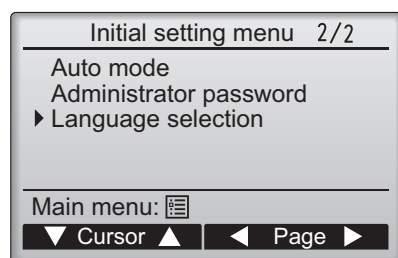 Initial setting menu 2/2
Auto mode
Administrator password
Language selection
Main menu:
Cursor Page